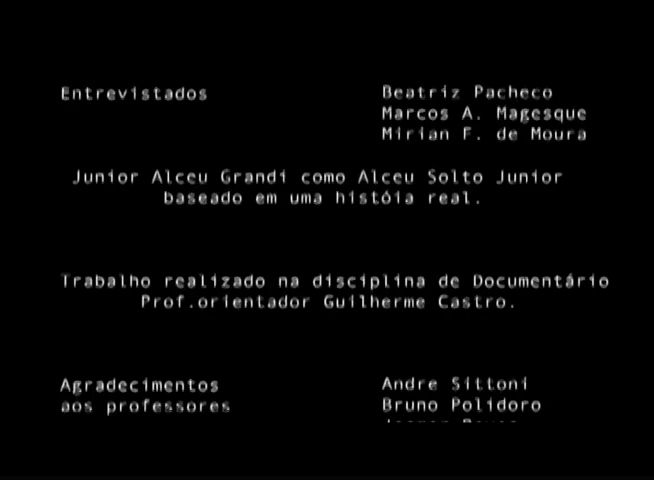 Entrevistados Beatriz Pacheco
Marcos A. Magesque
Mirian F. de Moura
Junior Alceu Grandi como Alceu Solto Junior
baseado em uma históia real.
Trabalho realizado na disciplina de Documentário
Prof.orientador Guilherme Castro.
Agradecimentos Andre Sittoni
aos professores Bruno Polidoro